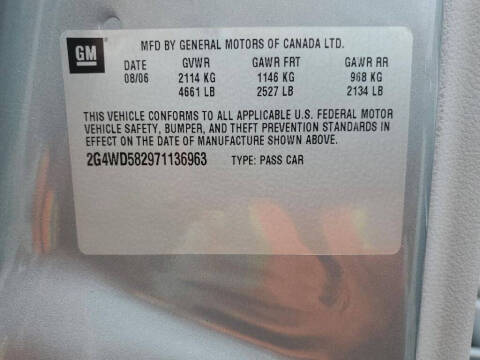 GM
MFD BY GENERAL MOTORS OF CANADA LTD.
DATE GVWR GAWR FRT GAWR RR
08/06 2114 KG 1146 KG 968 KG
4661 LB 2527 LB 2134 LB
THIS VEHICLE CONFORMS TO ALL APPLICABLE U.S. FEDERAL MOTOR
VEHICLE SAFETY, BUMPER, AND THEFT PREVENTION STANDARDS IN
EFFECT ON THE DATE OF MANUFACTURE SHOWN ABOVE.
2G4WD582971136963 TYPE: PASS CAR